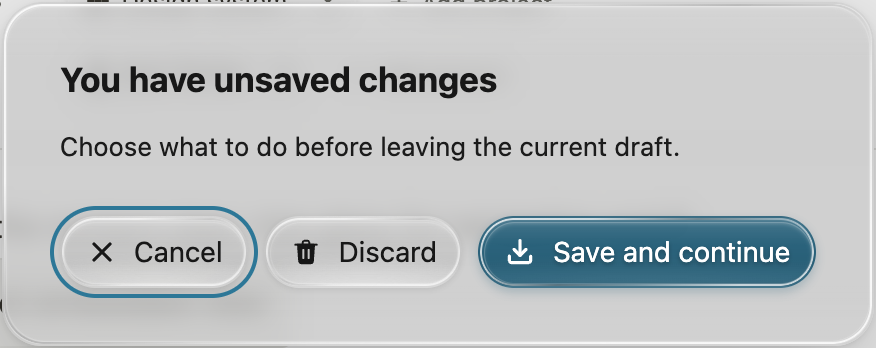 You have unsaved changes
Choose what to do before leaving the current draft.
Cancel
Discard
Save and continue